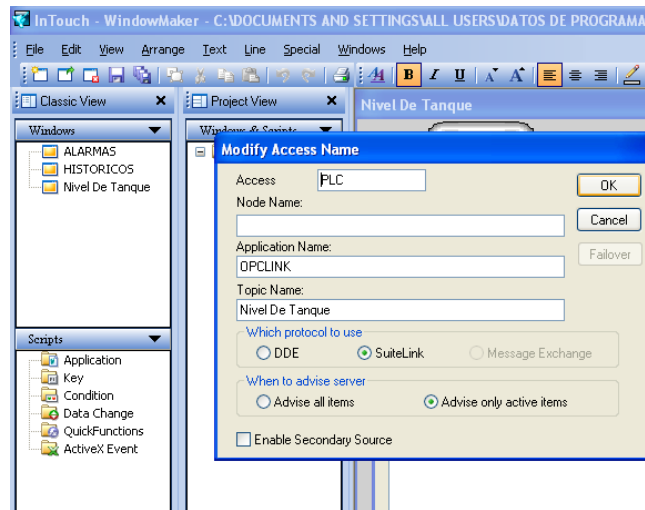 InTouch - WindowMaker - C:\DOCUMENTS AND SETTINGS\ALL USERS\DATOS DE PROGRAMA
File Edit View Arrange Text Line Special Windows Help
B I U A A
Classic View
Project View
Nivel De Tanque
Windows
Windows & Scripts
ALARMAS
HISTORICOS
Nivel De Tanque
Modify Access Name
Access PLC
OK
Node Name:
Cancel
Application Name:
Failover
OPCLINK
Topic Name:
Nivel De Tanque
Which protocol to use
DDE SuiteLink Message Exchange
When to advise server
Advise all items Advise only active items
Enable Secondary Source
Scripts
Application
Key
Condition
Data Change
QuickFunctions
ActiveX Event